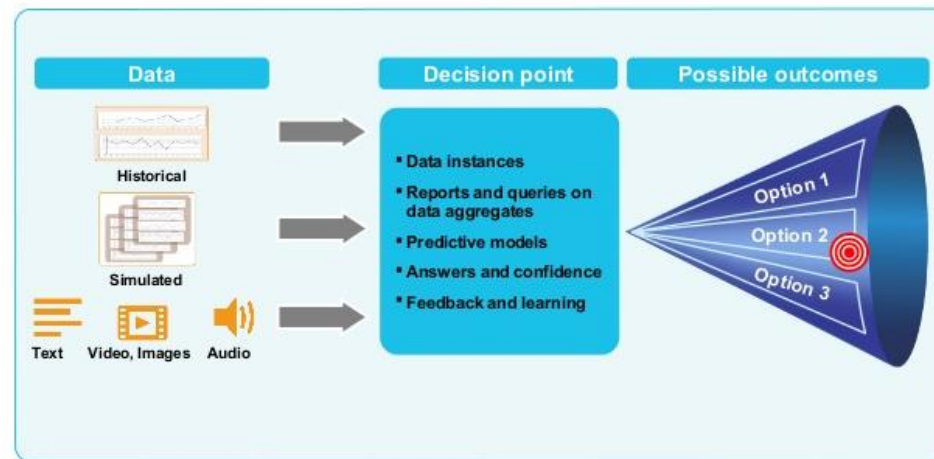 Data
Decision point
Possible outcomes
Historical
Simulated
Text
Video, Images
Audio
▪ Data instances
▪ Reports and queries on
data aggregates
▪ Predictive models
▪ Answers and confidence
▪ Feedback and learning
Option 1
Option 2
Option 3